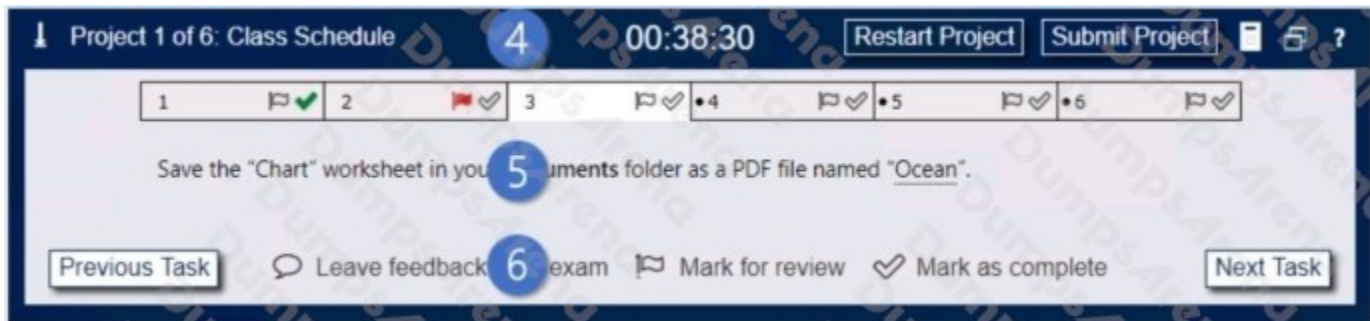 Project 1 of 6: Class Schedule 4 00:38:30 Restart Project Submit Project ?
1 2 3 •4 •5 •6
Save the "Chart" worksheet in you 5 uments folder as a PDF file named "Ocean".
Previous Task Leave feedback 6 exam Mark for review Mark as complete Next Task
DumpsArena